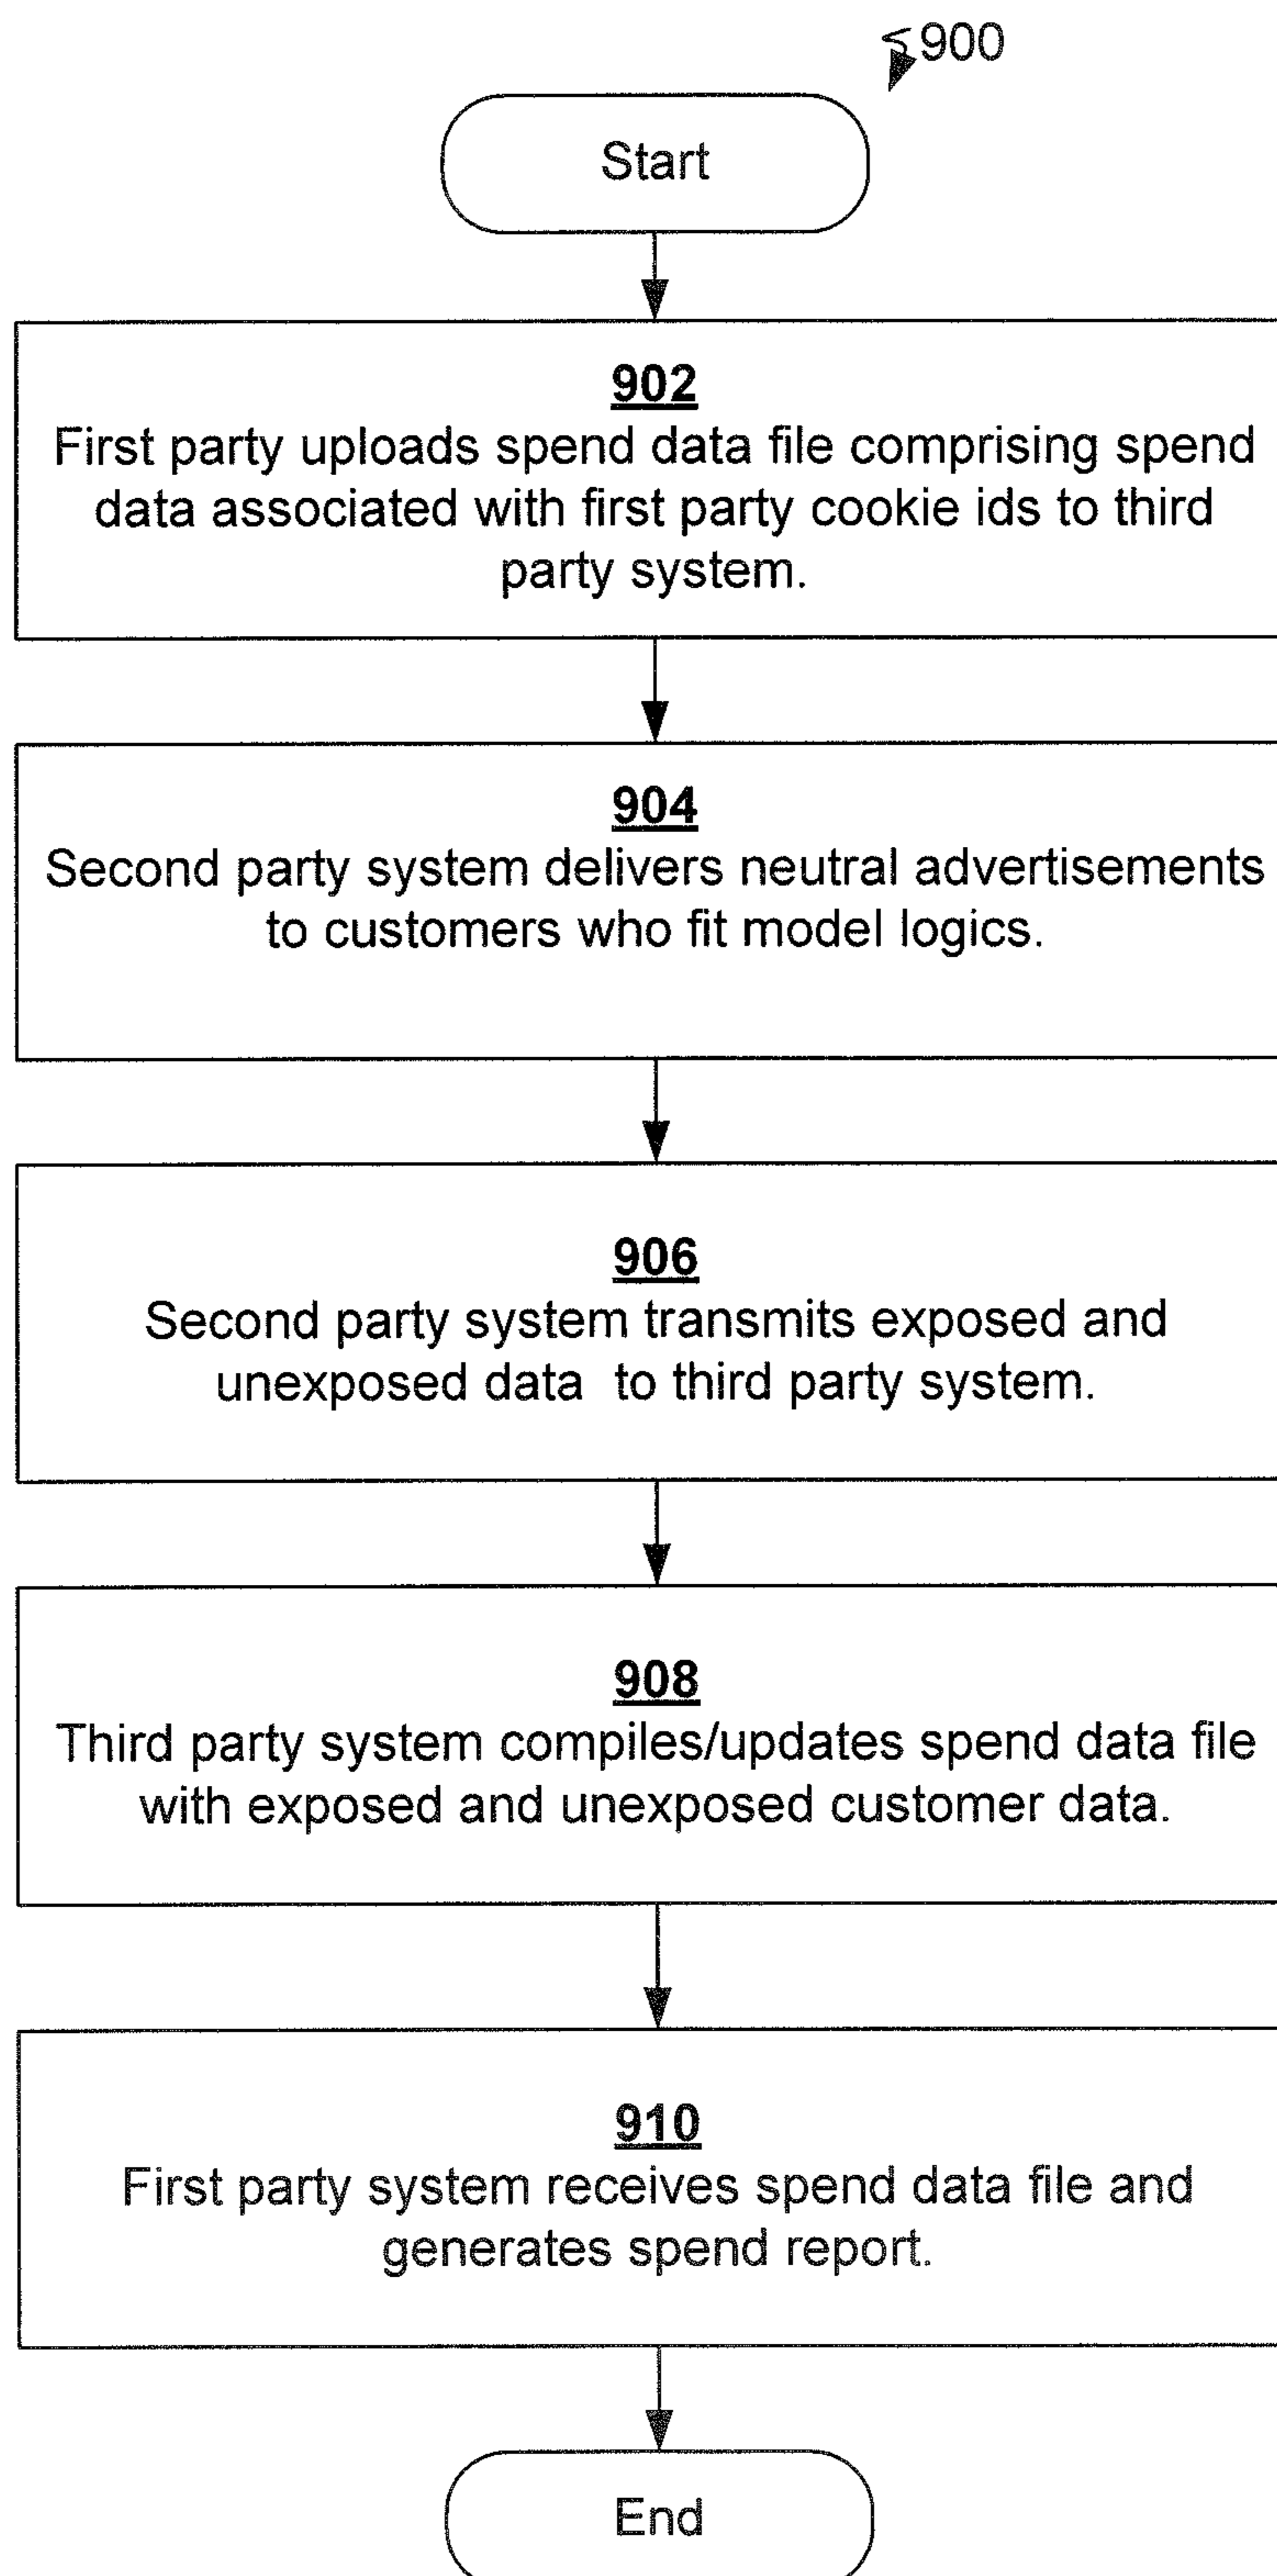 900
Start
902
First party uploads spend data file comprising spend
data associated with first party cookie ids to third
party system.
904
Second party system delivers neutral advertisements
to customers who fit model logics.
906
Second party system transmits exposed and
unexposed data to third party system.
908
Third party system compiles/updates spend data file
with exposed and unexposed customer data.
910
First party system receives spend data file and
generates spend report.
End